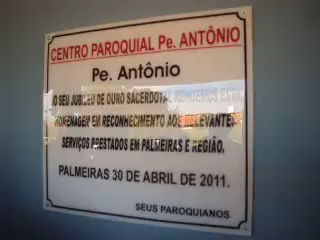 CENTRO PAROQUIAL Pe. ANTÔNIO
Pe. Antônio
O SEU JUBILEU DE OURO SACERDOTAL
HOMENAGEM EM RECONHECIMENTO AOS RELEVANTES
SERVIÇOS PRESTADOS EM PALMEIRAS E REGIÃO.
PALMEIRAS 30 DE ABRIL DE 2011.
SEUS PAROQUIANOS